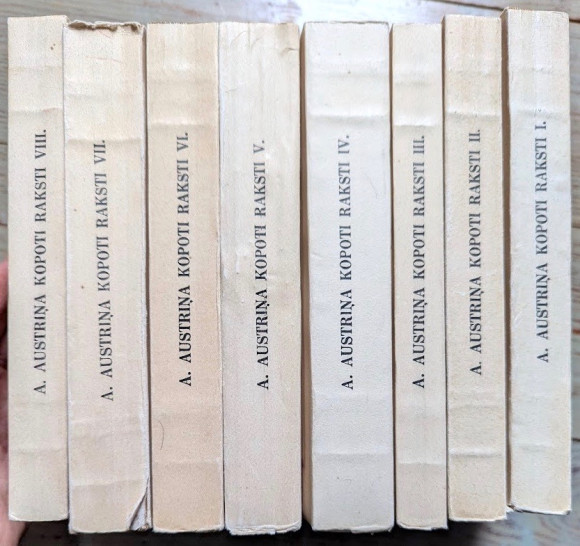 A. AUSTRIŅA KOPOTI RAKSTI VIII.
A. AUSTRIŅA KOPOTI RAKSTI VII.
A. AUSTRIŅA KOPOTI RAKSTI VI.
A. AUSTRIŅA KOPOTI RAKSTI V.
A. AUSTRIŅA KOPOTI RAKSTI IV.
A. AUSTRIŅA KOPOTI RAKSTI III.
A. AUSTRIŅA KOPOTI RAKSTI II.
A. AUSTRIŅA KOPOTI RAKSTI I.